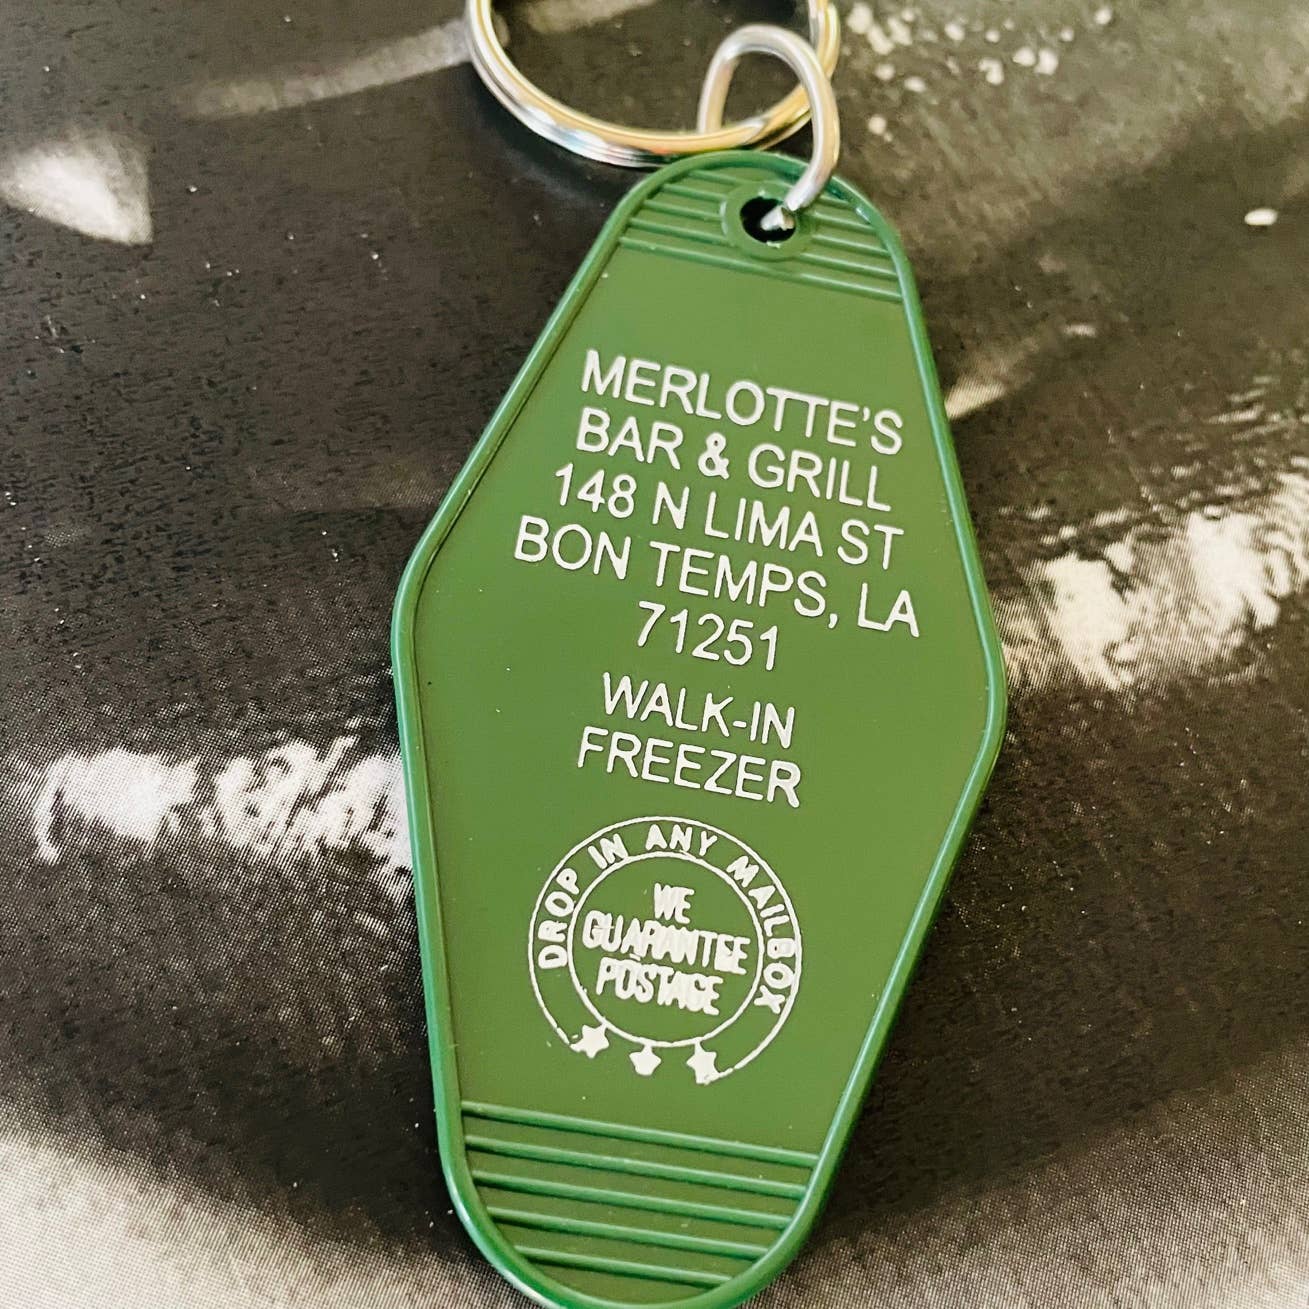 MERLOTTE'S
BAR & GRILL
148 N LIMA ST
BON TEMPS, LA
71251
WALK-IN
FREEZER
DROP IN ANY MAILBOX
WE
GUARANTEE
POSTAGE